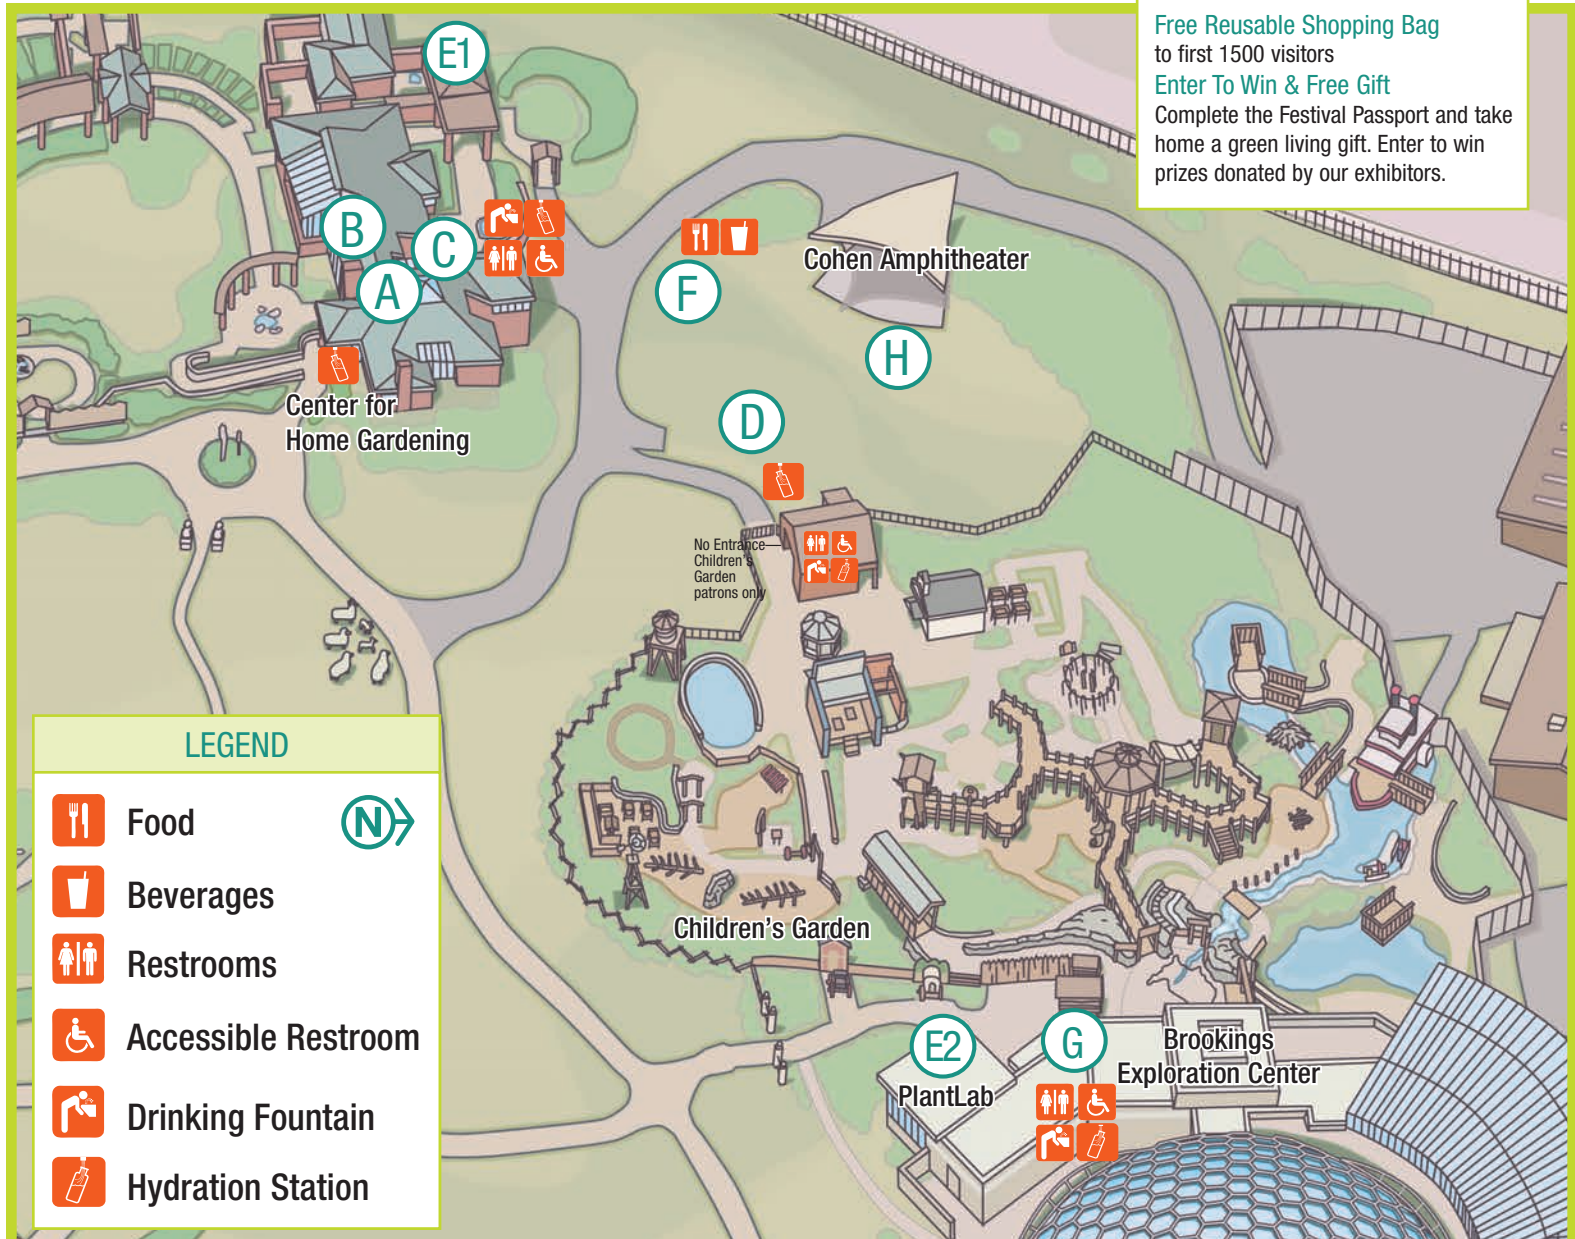 Free Reusable Shopping Bag
to first 1500 visitors
Enter To Win & Free Gift
Complete the Festival Passport and take
home a green living gift. Enter to win
prizes donated by our exhibitors.
E1
B
C
A
F
Cohen Amphitheater
H
D
Center for
Home Gardening
No Entrance
Children's
Garden
patrons only
LEGEND
Food
N
Beverages
Restrooms
Accessible Restroom
Drinking Fountain
Hydration Station
Children's Garden
E2
PlantLab
G
Brookings
Exploration Center